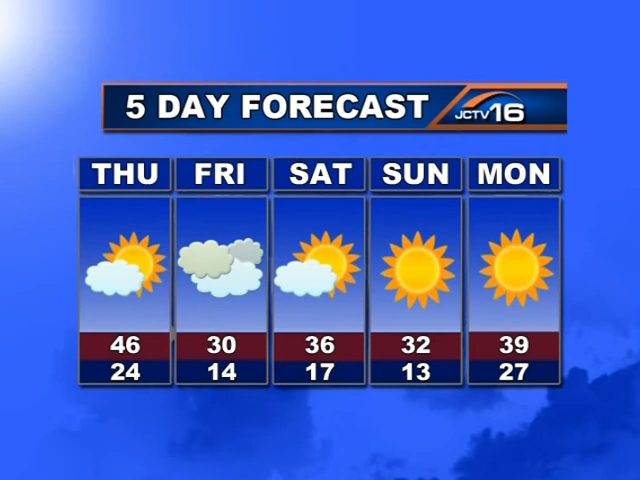 5 DAY FORECAST JCTV16
THU FRI SAT SUN MON
46 30 36 32 39
24 14 17 13 27